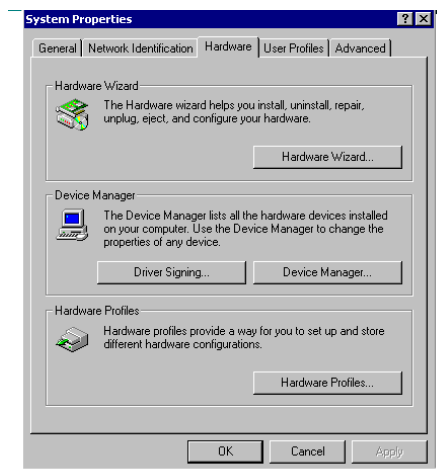 System Properties
General Network Identification Hardware User Profiles Advanced
Hardware Wizard
The Hardware wizard helps you install, uninstall, repair,
unplug, eject, and configure your hardware.
Hardware Wizard...
Device Manager
The Device Manager lists all the hardware devices installed
on your computer. Use the Device Manager to change the
properties of any device.
Driver Signing... Device Manager...
Hardware Profiles
Hardware profiles provide a way for you to set up and store
different hardware configurations.
Hardware Profiles...
OK Cancel Apply